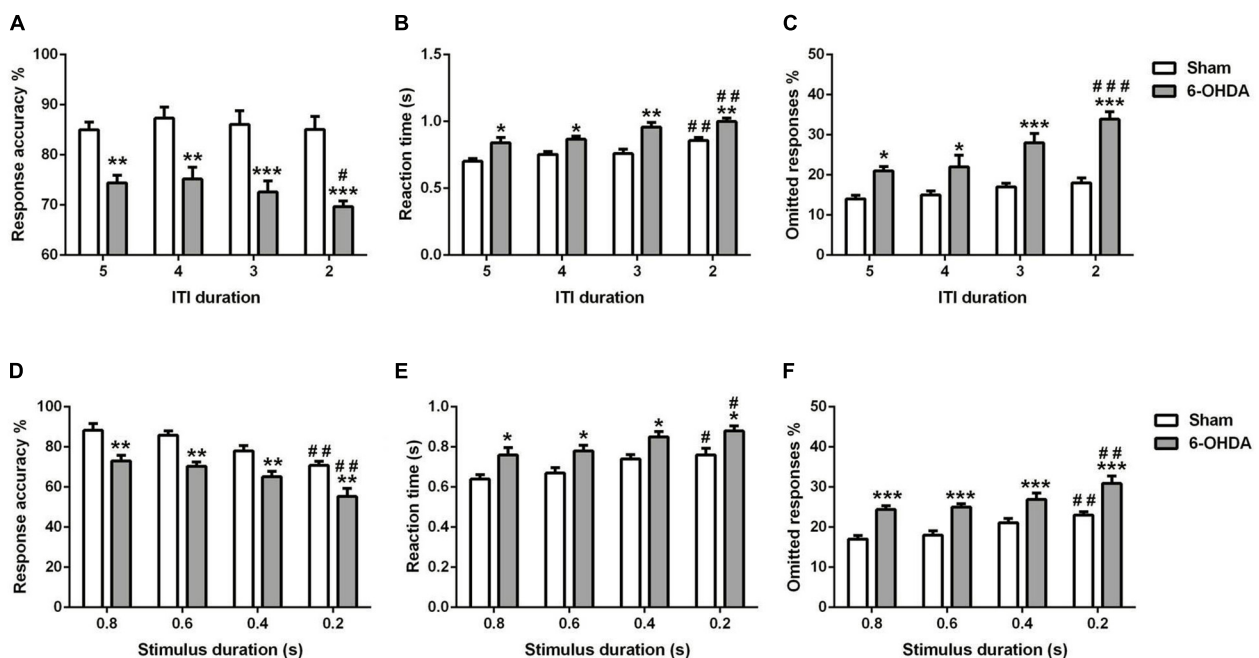 A
Response accuracy %
100
90
80
70
60
** ** *** # ***
5 4 3 2
ITI duration
B
Reaction time (s)
1.5
1.0
0.5
0.0
* * ** ## ## **
5 4 3 2
ITI duration
C
Omitted responses %
50
40
30
20
10
0
* * *** ### ***
5 4 3 2
ITI duration
Sham
6-OHDA
D
Response accuracy %
100
80
60
40
20
0
** ** ** ## ## **
0.8 0.6 0.4 0.2
Stimulus duration (s)
E
Reaction time (s)
1.0
0.8
0.6
0.4
0.2
0.0
* * * # # *
0.8 0.6 0.4 0.2
Stimulus duration (s)
F
Omitted responses %
50
40
30
20
10
0
*** *** *** ## ## ***
0.8 0.6 0.4 0.2
Stimulus duration (s)
Sham
6-OHDA